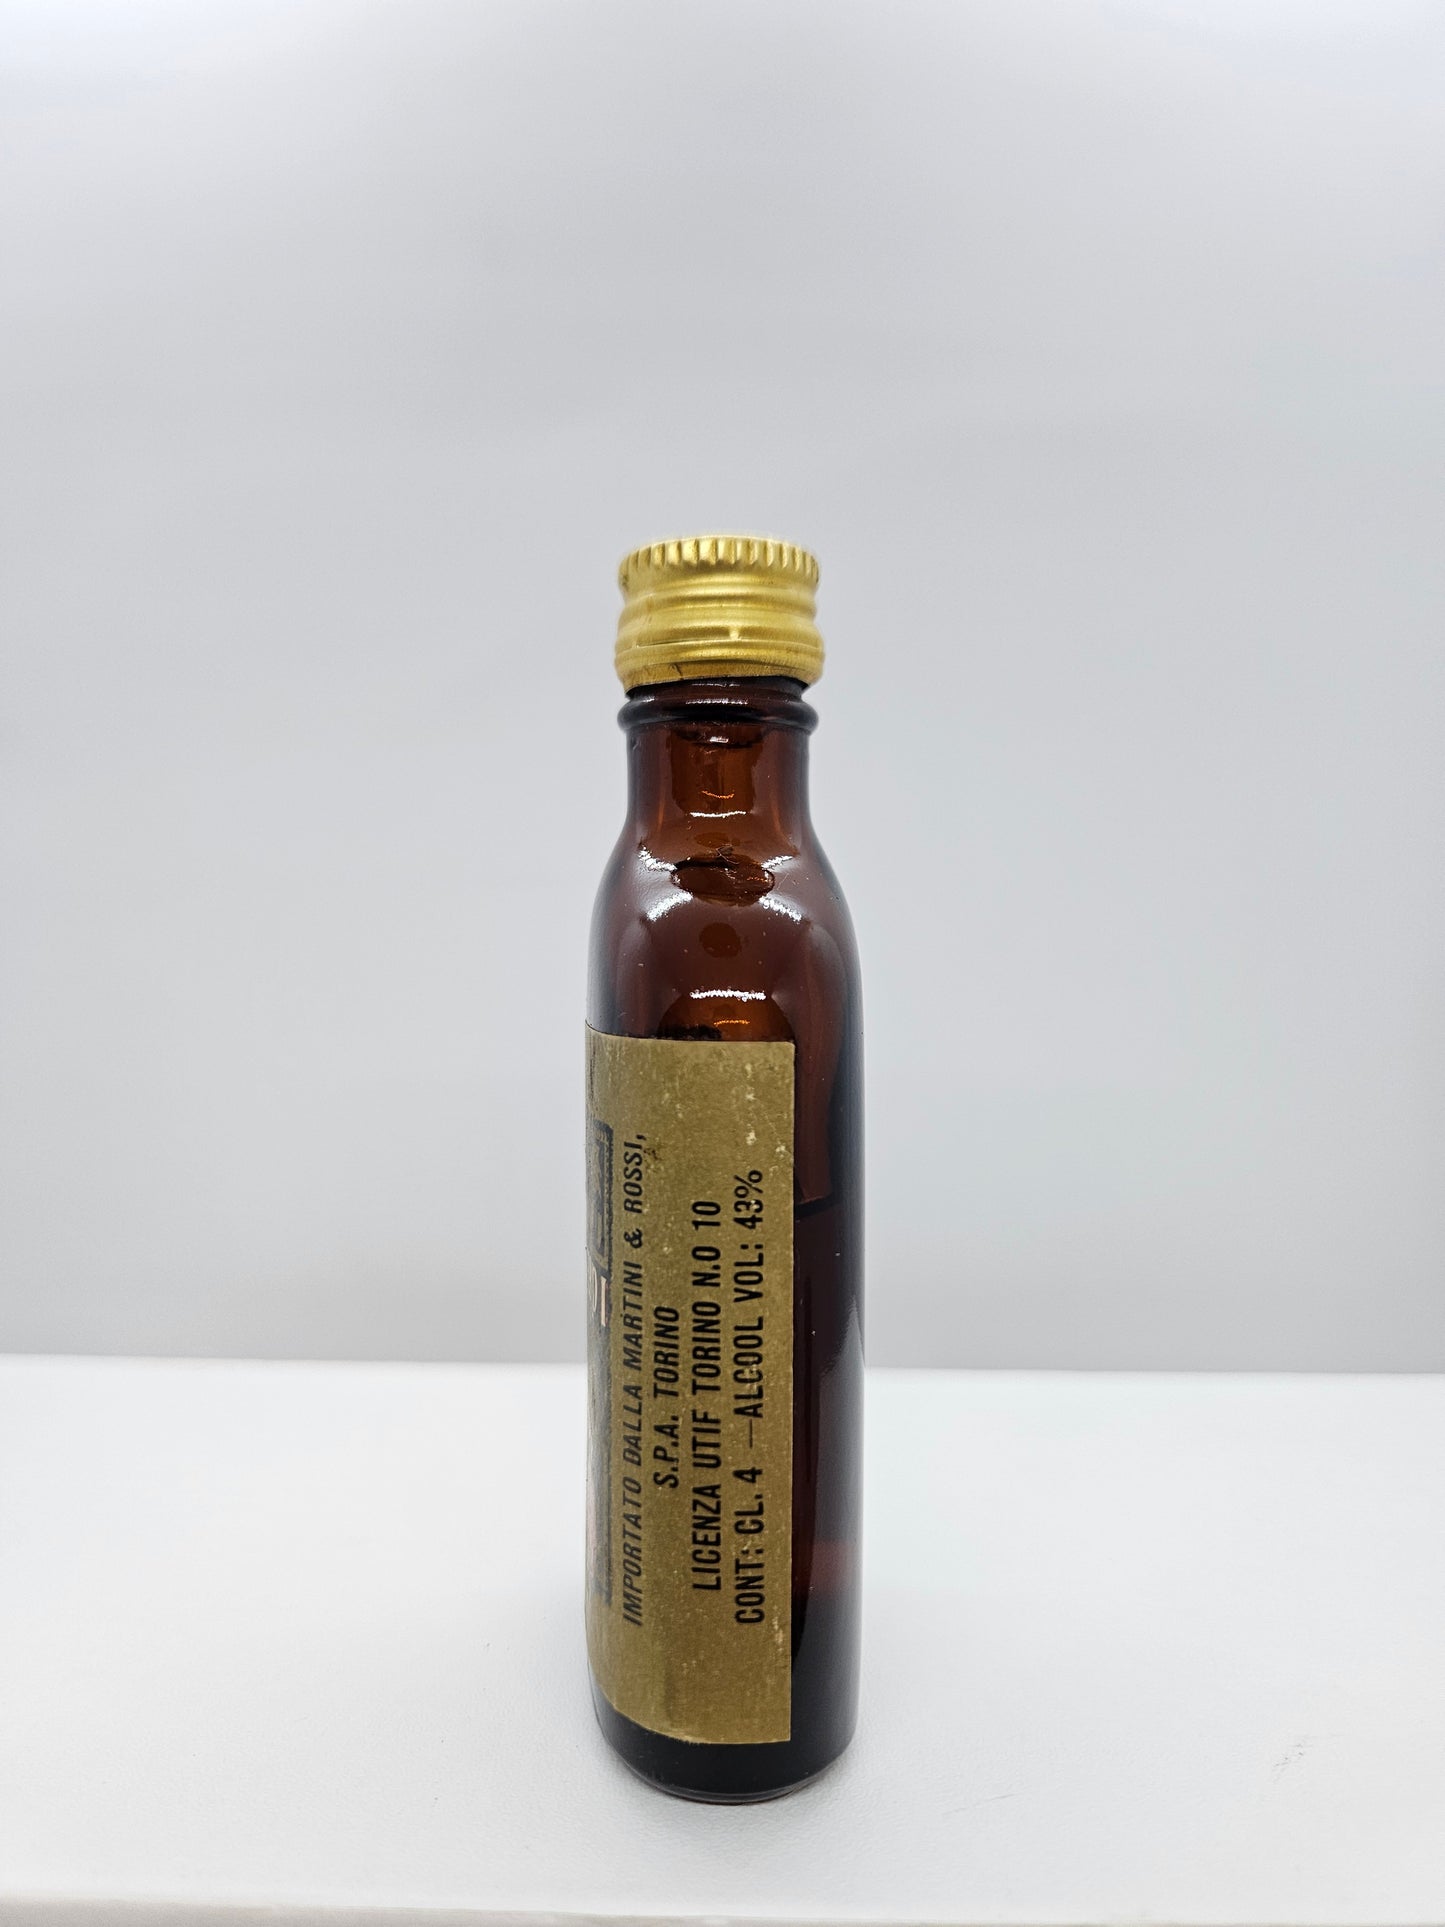 IMPORTATO DALLA MARTINI & ROSSI,
S.P.A. TORINO
LICENZA UTIF TORINO N.O 10
CONT: CL. 4 —ALCOOL VOL: 43%